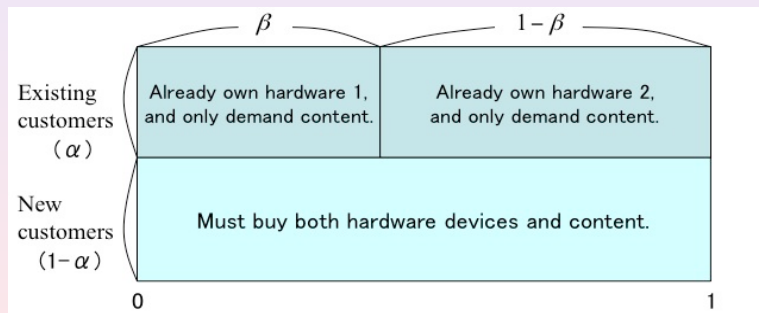 β
1−β
Existing
customers
(α)
Already own hardware 1,
and only demand content.
Already own hardware 2,
and only demand content.
New
customers
(1-α)
Must buy both hardware devices and content.
0
1